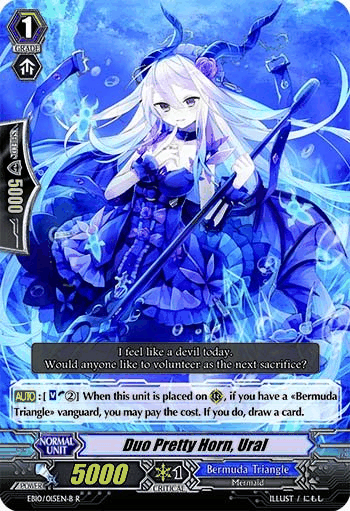 1
GRADE
SHIELD
5000
I feel like a devil today.
Would anyone like to volunteer as the next sacrifice?
AUTO : [ V ②] When this unit is placed on RC, if you have a «Bermuda
Triangle» vanguard, you may pay the cost. If you do, draw a card.
NORMAL
UNIT
Duo Pretty Horn, Ural
POWER
5000
1
CRITICAL
Bermuda Triangle
Mermaid
EB10/015EN-B R
ILLUST / にもし